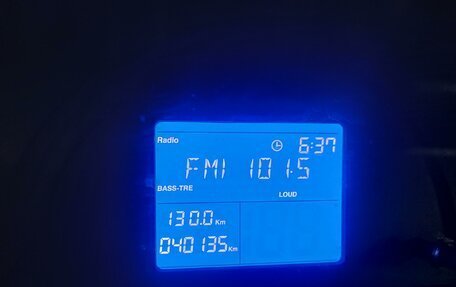 Radio 6:37
FM1 101.5
BASS-TRE LOUD
130.0 Km
040135 Km